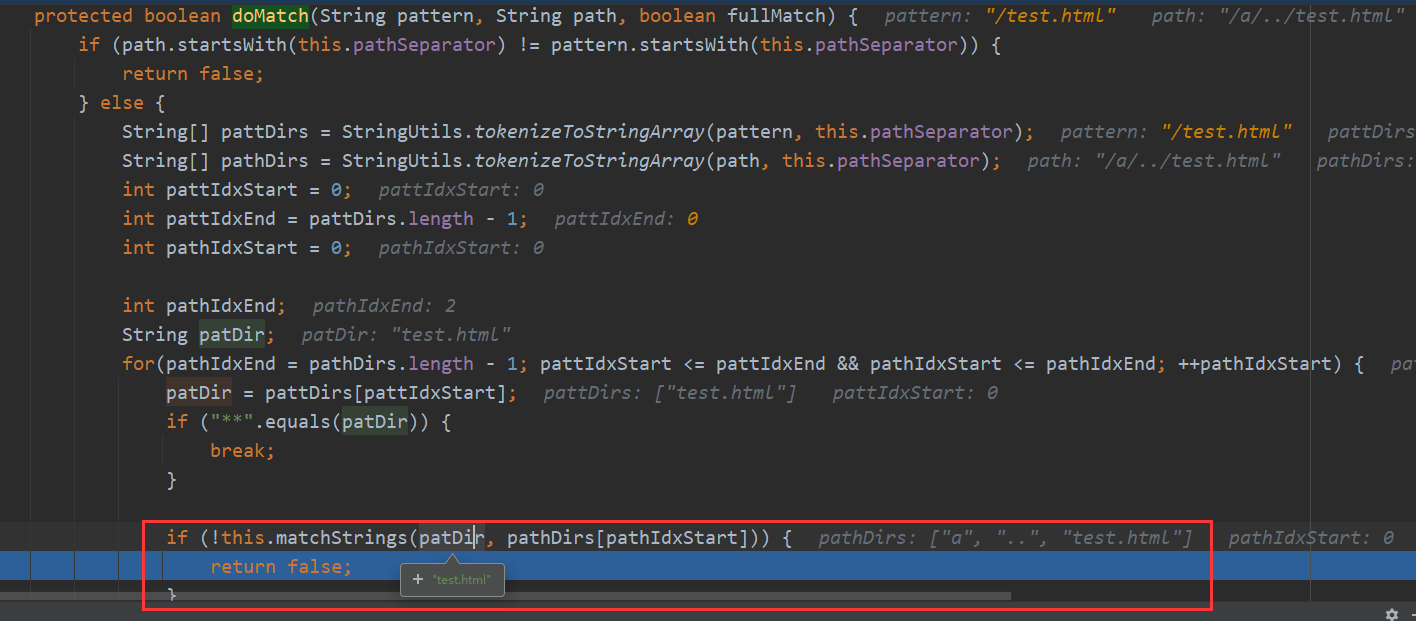 protected boolean doMatch(String pattern, String path, boolean fullMatch) { pattern: "/test.html" path: "/a/../test.html"
if (path.startsWith(this.pathSeparator) != pattern.startsWith(this.pathSeparator)) {
return false;
} else {
String[] pattDirs = StringUtils.tokenizeToStringArray(pattern, this.pathSeparator); pattern: "/test.html" pattDirs
String[] pathDirs = StringUtils.tokenizeToStringArray(path, this.pathSeparator); path: "/a/../test.html" pathDirs:
int pattIdxStart = 0; pattIdxStart: 0
int pattIdxEnd = pattDirs.length - 1; pattIdxEnd: 0
int pathIdxStart = 0; pathIdxStart: 0
int pathIdxEnd; pathIdxEnd: 2
String patDir; patDir: "test.html"
for(pathIdxEnd = pathDirs.length - 1; pattIdxStart <= pattIdxEnd && pathIdxStart <= pathIdxEnd; ++pathIdxStart) { pa
patDir = pattDirs[pattIdxStart]; pattDirs: ["test.html"] pattIdxStart: 0
if ("**".equals(patDir)) {
break;
}
if (!this.matchStrings(patDir, pathDirs[pathIdxStart])) { pathDirs: ["a", "..", "test.html"] pathIdxStart: 0
return false;
+ "test.html"
}